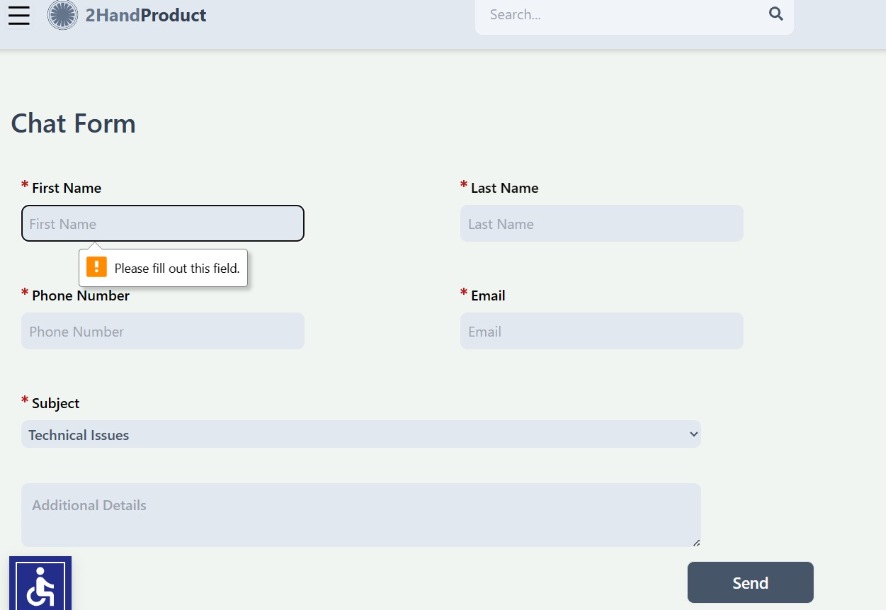 2HandProduct
Search...
Chat Form
* First Name
* Last Name
First Name
Last Name
! Please fill out this field.
* Phone Number
* Email
Phone Number
Email
* Subject
Technical Issues
Additional Details
Send